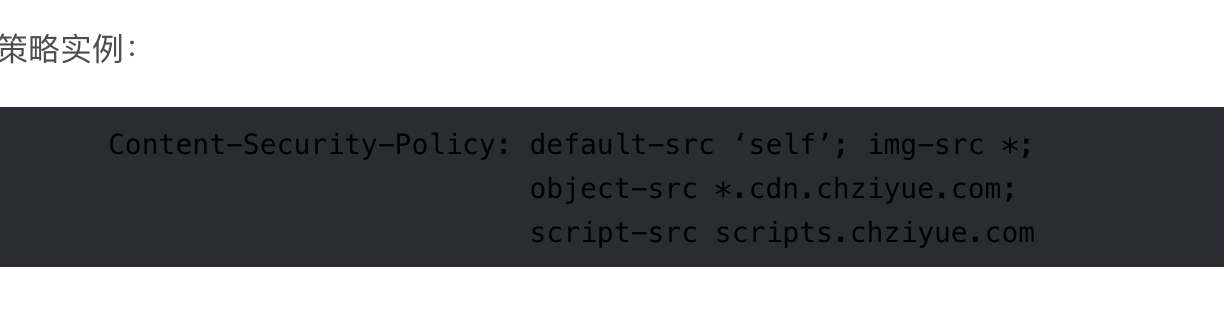 策略实例：
Content-Security-Policy: default-src ‘self’; img-src *;
object-src *.cdn.chziyue.com;
script-src scripts.chziyue.com